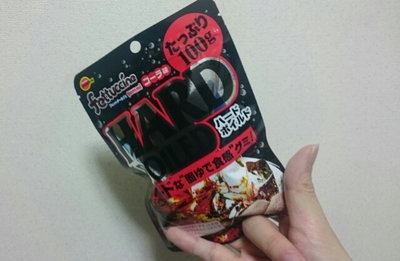 たっぷり
100g
fettuccine
コーラ味
HARD
ハード
ボイルド
"固ゆで食感"グミ!